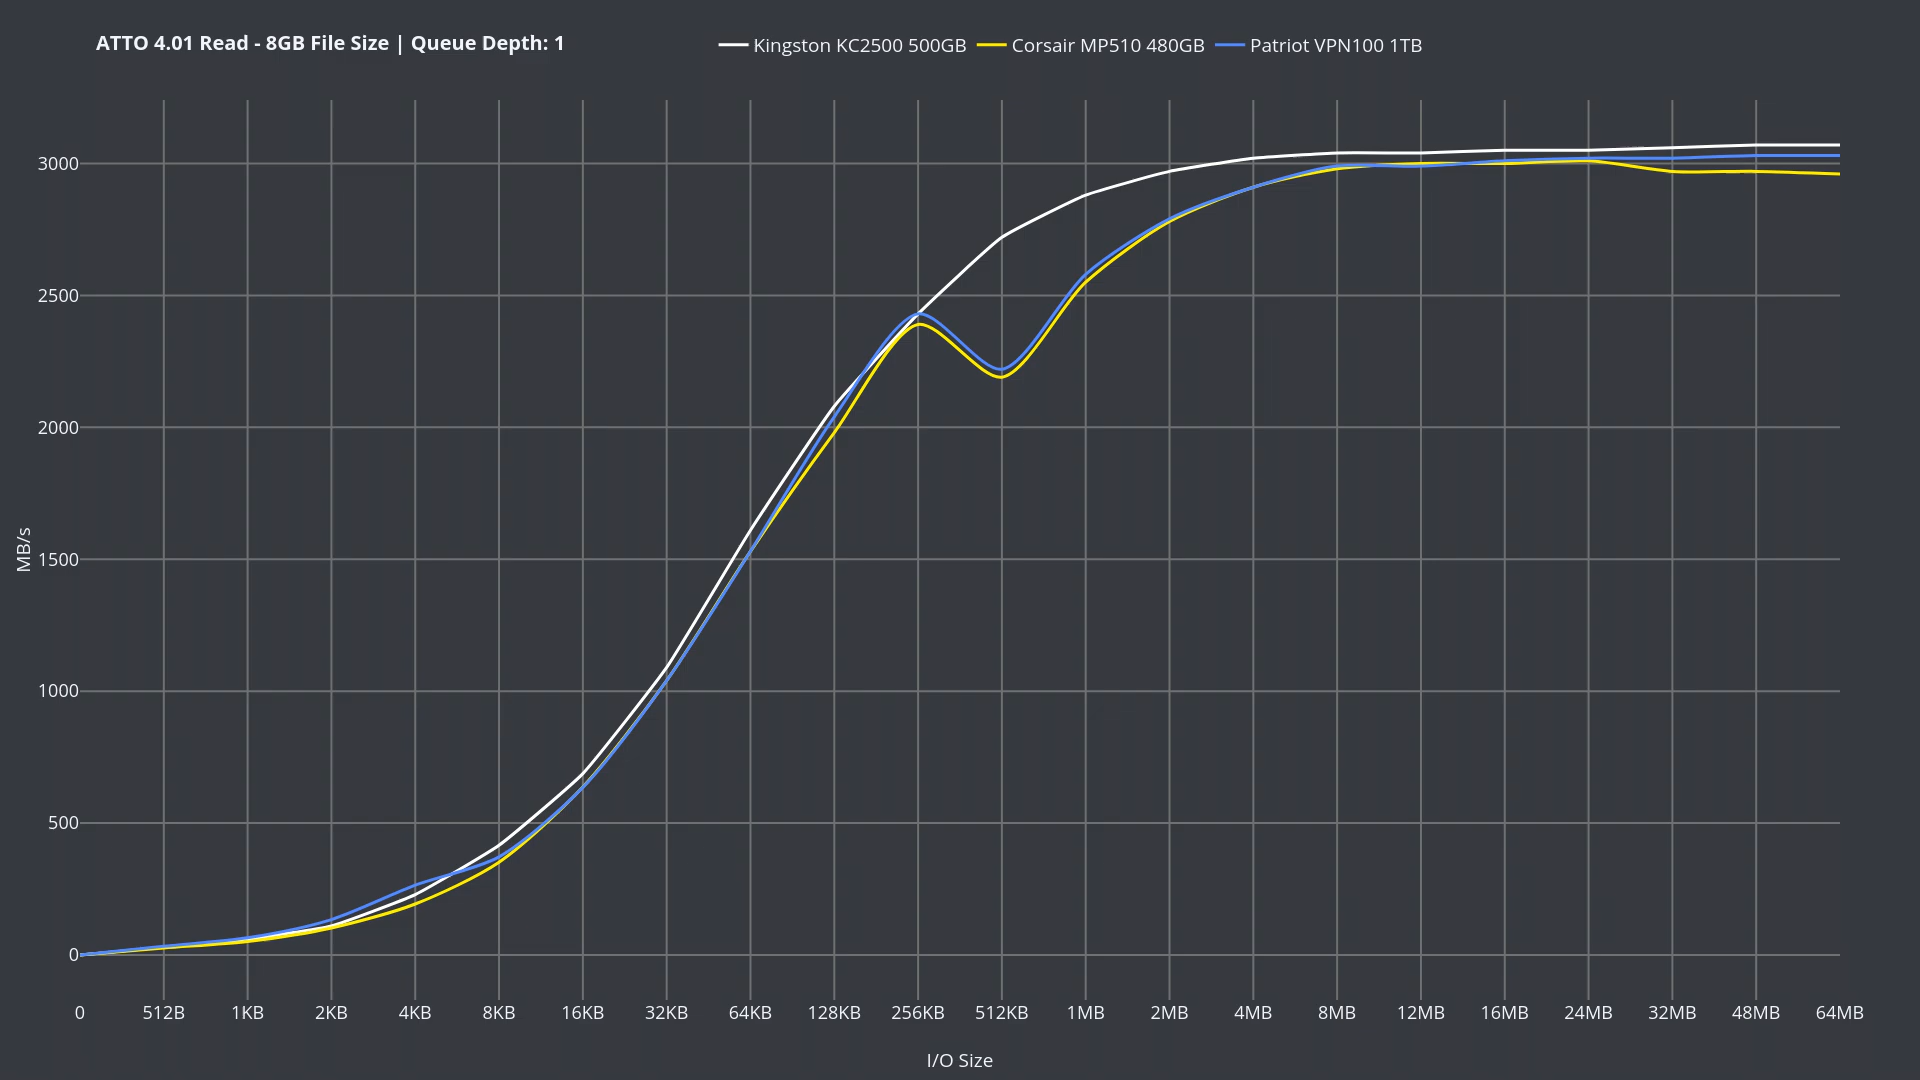 ATTO 4.01 Read - 8GB File Size | Queue Depth: 1
Kingston KC2500 500GB Corsair MP510 480GB Patriot VPN100 1TB
3000
2500
2000
1500
1000
500
0
MB/s
0 512B 1KB 2KB 4KB 8KB 16KB 32KB 64KB 128KB 256KB 512KB 1MB 2MB 4MB 8MB 12MB 16MB 24MB 32MB 48MB 64MB
I/O Size